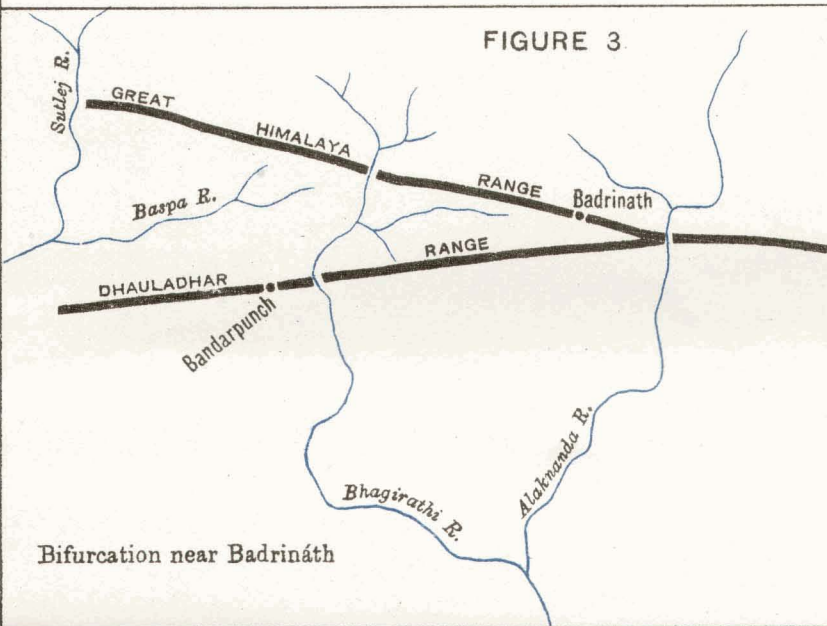 FIGURE 3
Sutlej R.
GREAT HIMALAYA RANGE
Badrinath
Baspa R.
DHAULADHAR RANGE
Bandarpunch
Alaknanda R.
Bhagirathi R.
Bifurcation near Badrináth